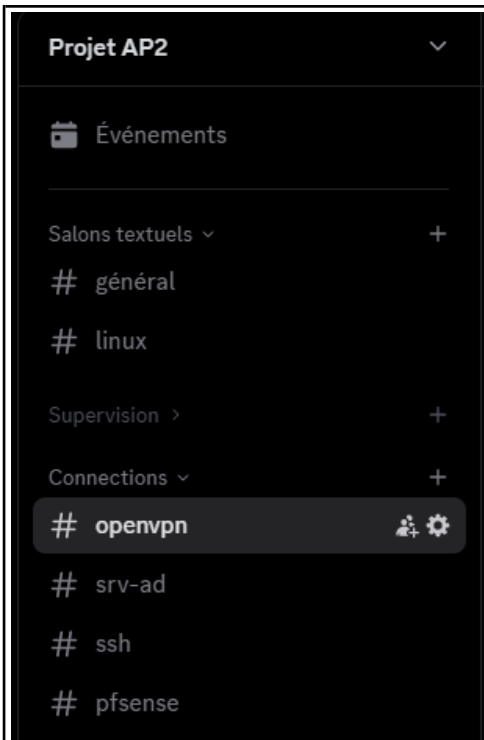 Projet AP2
Événements
Salons textuels
# général
# linux
Supervision
Connections
# openvpn
# srv-ad
# ssh
# pfsense